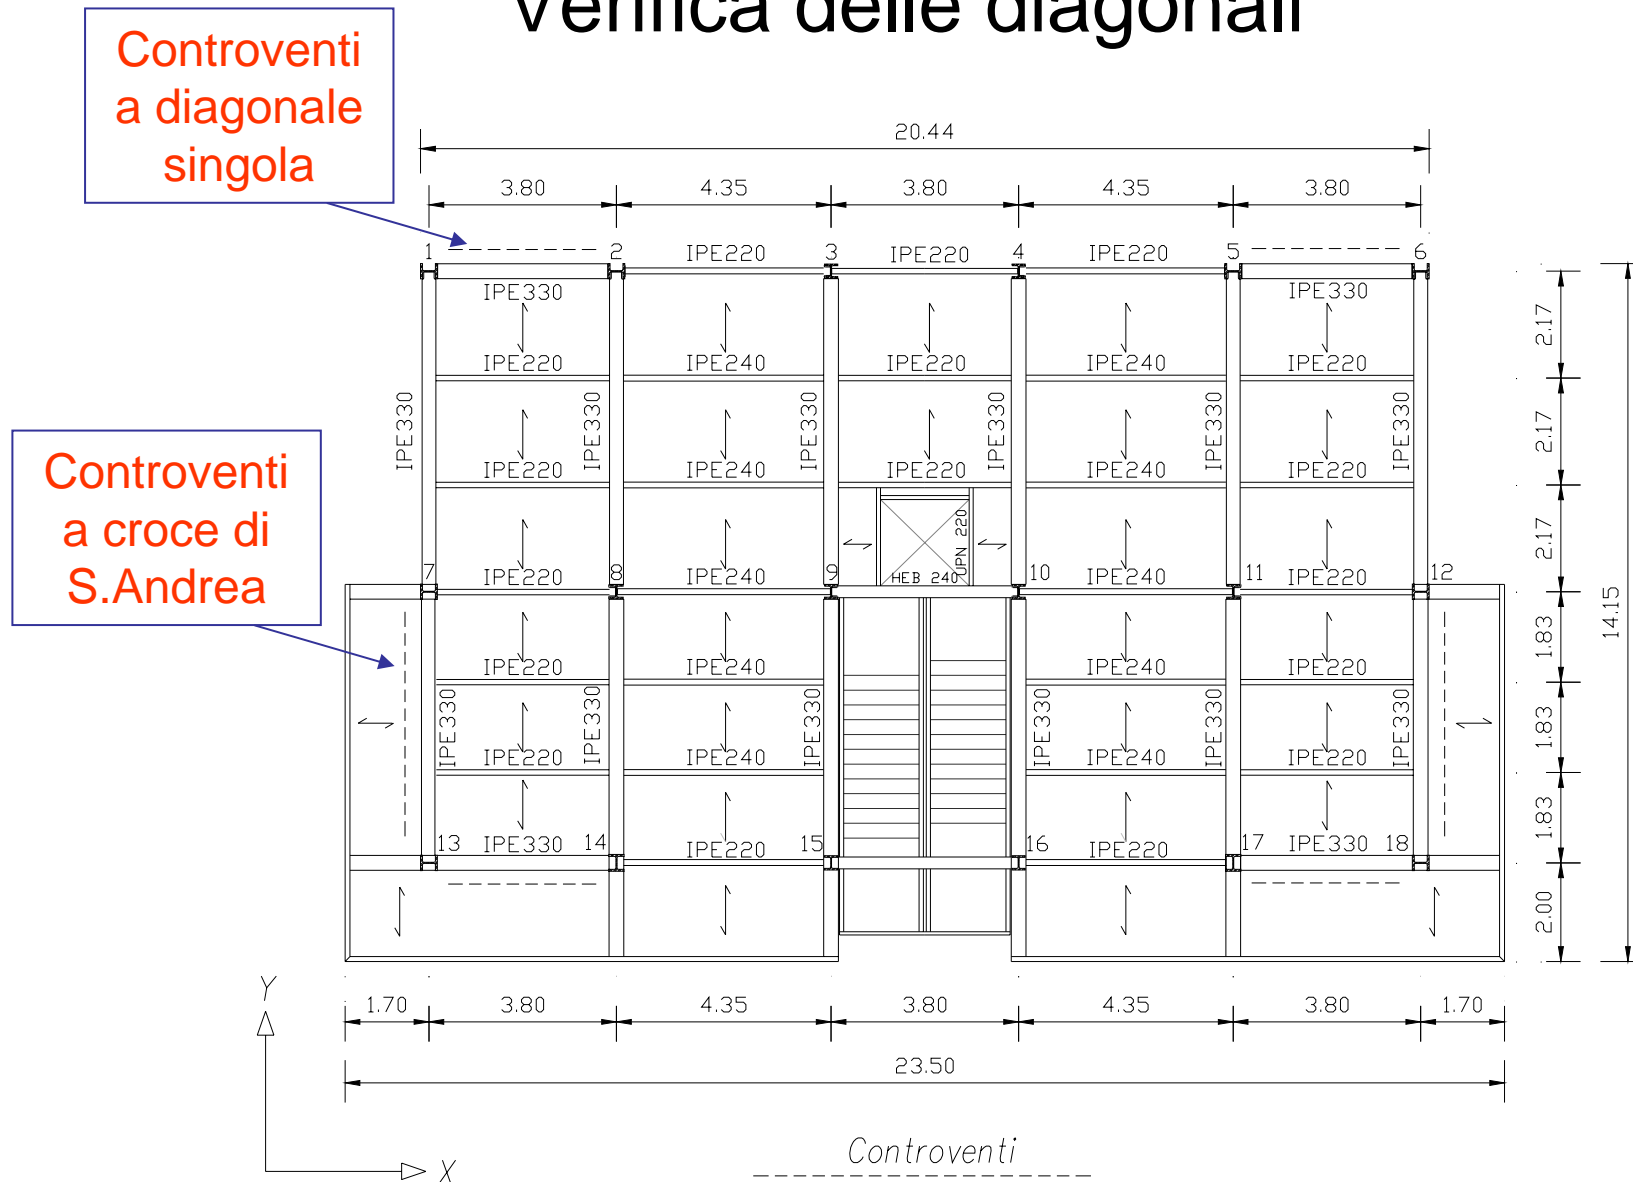 Verifica delle diagonali
Controventi
a diagonale
singola
20.44
3.80 4.35 3.80 4.35 3.80
1 2 IPE220 3 IPE220 4 IPE220 5 6
IPE330 IPE330
2.17
IPE220 IPE240 IPE220 IPE240 IPE220
IPE330 IPE330 IPE330 IPE330 IPE330 IPE330
2.17
IPE220 IPE240 IPE220 IPE240 IPE220
Controventi
a croce di
S.Andrea
UPN 220
2.17
HEB 240
7 IPE220 8 IPE240 9 10 IPE240 11 IPE220 12
14.15
1.83
IPE220 IPE240 IPE240 IPE220
IPE330 IPE330 IPE330 IPE330 IPE330 IPE330
1.83
IPE220 IPE240 IPE240 IPE220
1.83
13 IPE330 14 IPE220 15 16 IPE220 17 IPE330 18
2.00
1.70 3.80 4.35 3.80 4.35 3.80 1.70
23.50
Y
X
Controventi